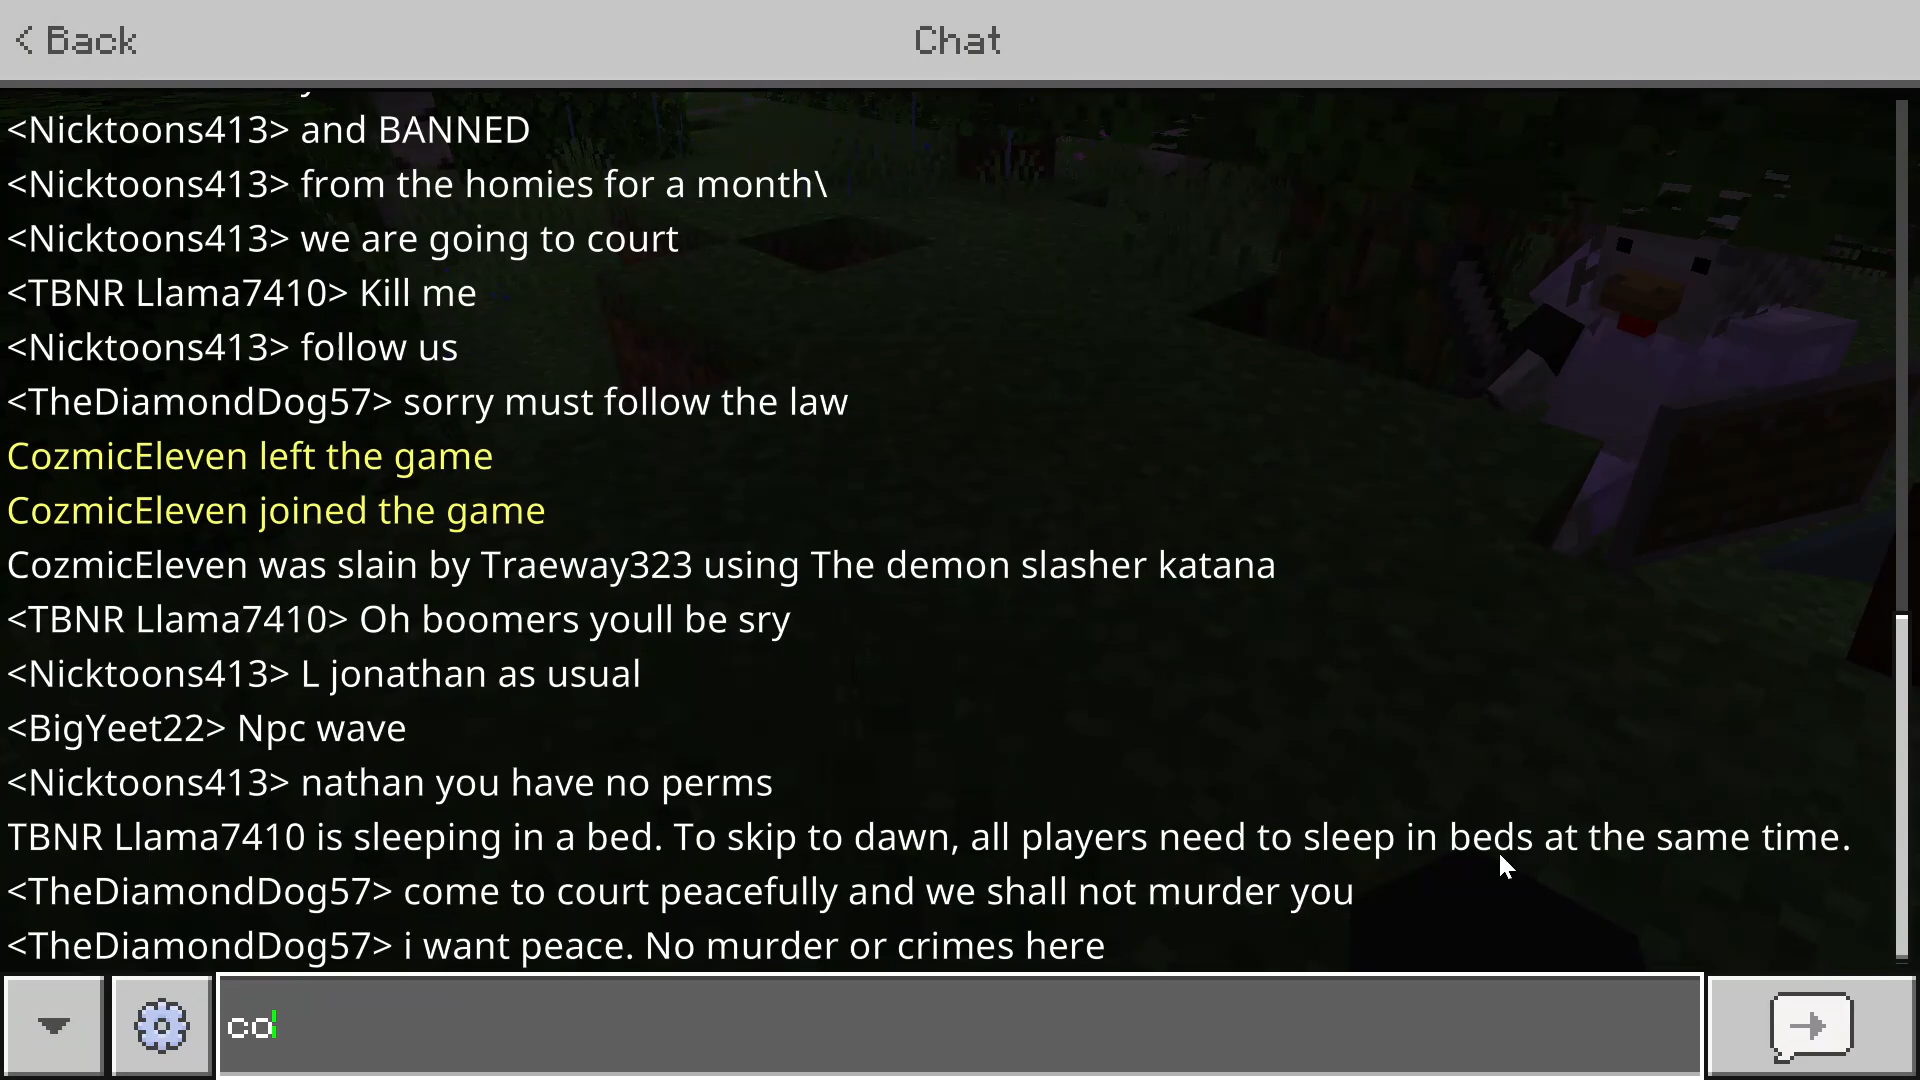 < Back
Chat
<Nicktoons413> and BANNED
<Nicktoons413> from the homies for a month\
<Nicktoons413> we are going to court
<TBNR Llama7410> Kill me
<Nicktoons413> follow us
<TheDiamondDog57> sorry must follow the law
CozmicEleven left the game
CozmicEleven joined the game
CozmicEleven was slain by Traeway323 using The demon slasher katana
<TBNR Llama7410> Oh boomers youll be sry
<Nicktoons413> L jonathan as usual
<BigYeet22> Npc wave
<Nicktoons413> nathan you have no perms
TBNR Llama7410 is sleeping in a bed. To skip to dawn, all players need to sleep in beds at the same time.
<TheDiamondDog57> come to court peacefully and we shall not murder you
<TheDiamondDog57> i want peace. No murder or crimes here
co